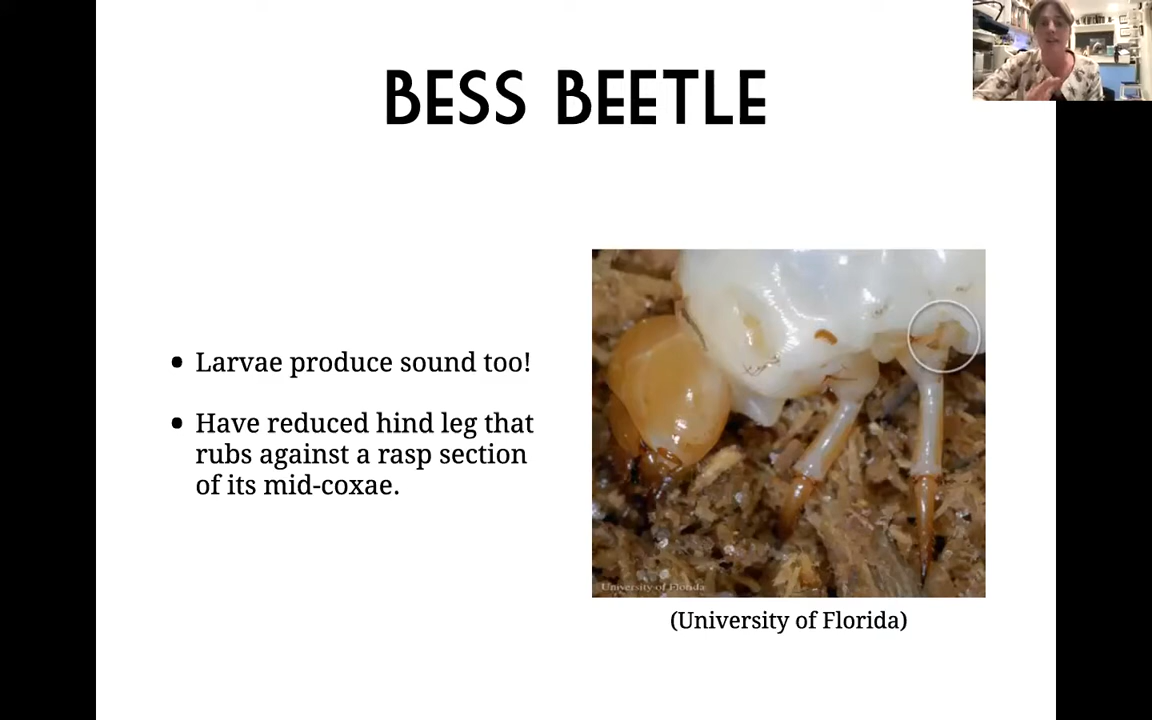 BESS BEETLE
• Larvae produce sound too!
• Have reduced hind leg that
rubs against a rasp section
of its mid-coxae.
University of Florida
(University of Florida)